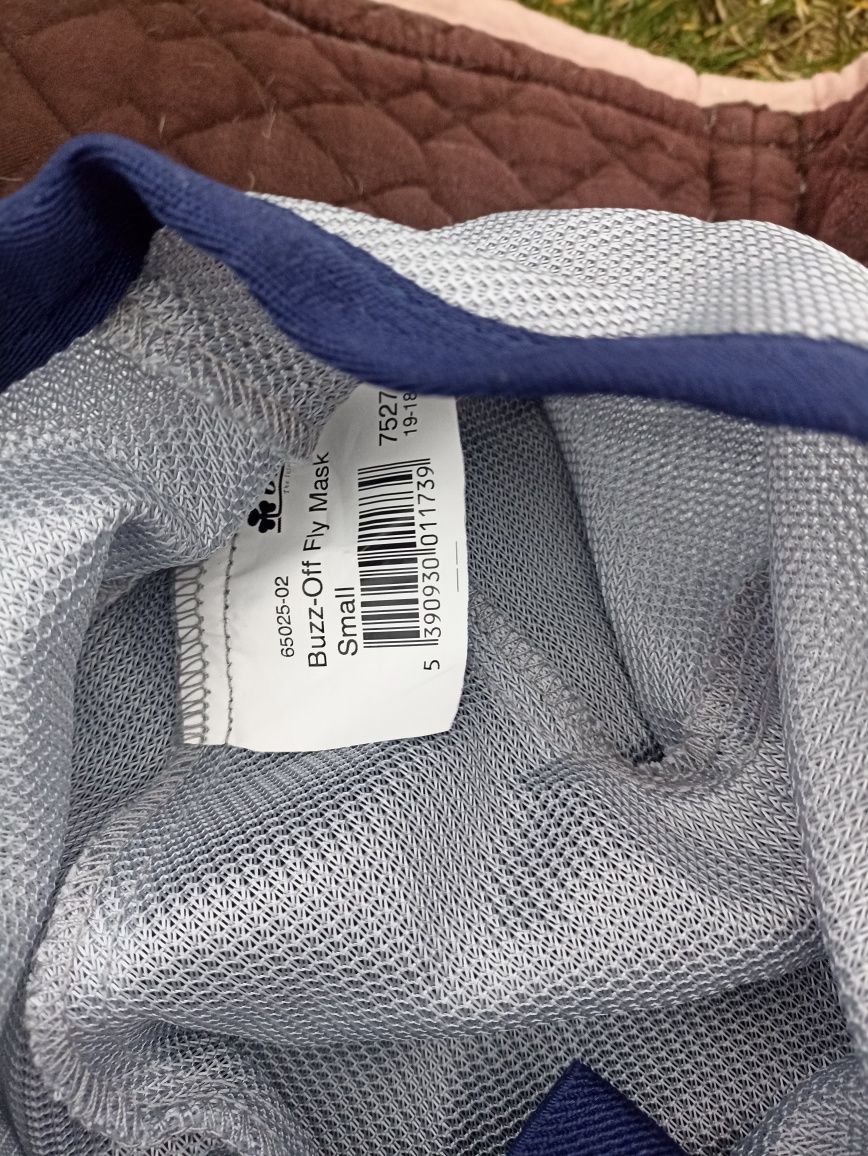 65025-02
Buzz-Off Fly Mask
Small
5 390930 011739
7527
19-18